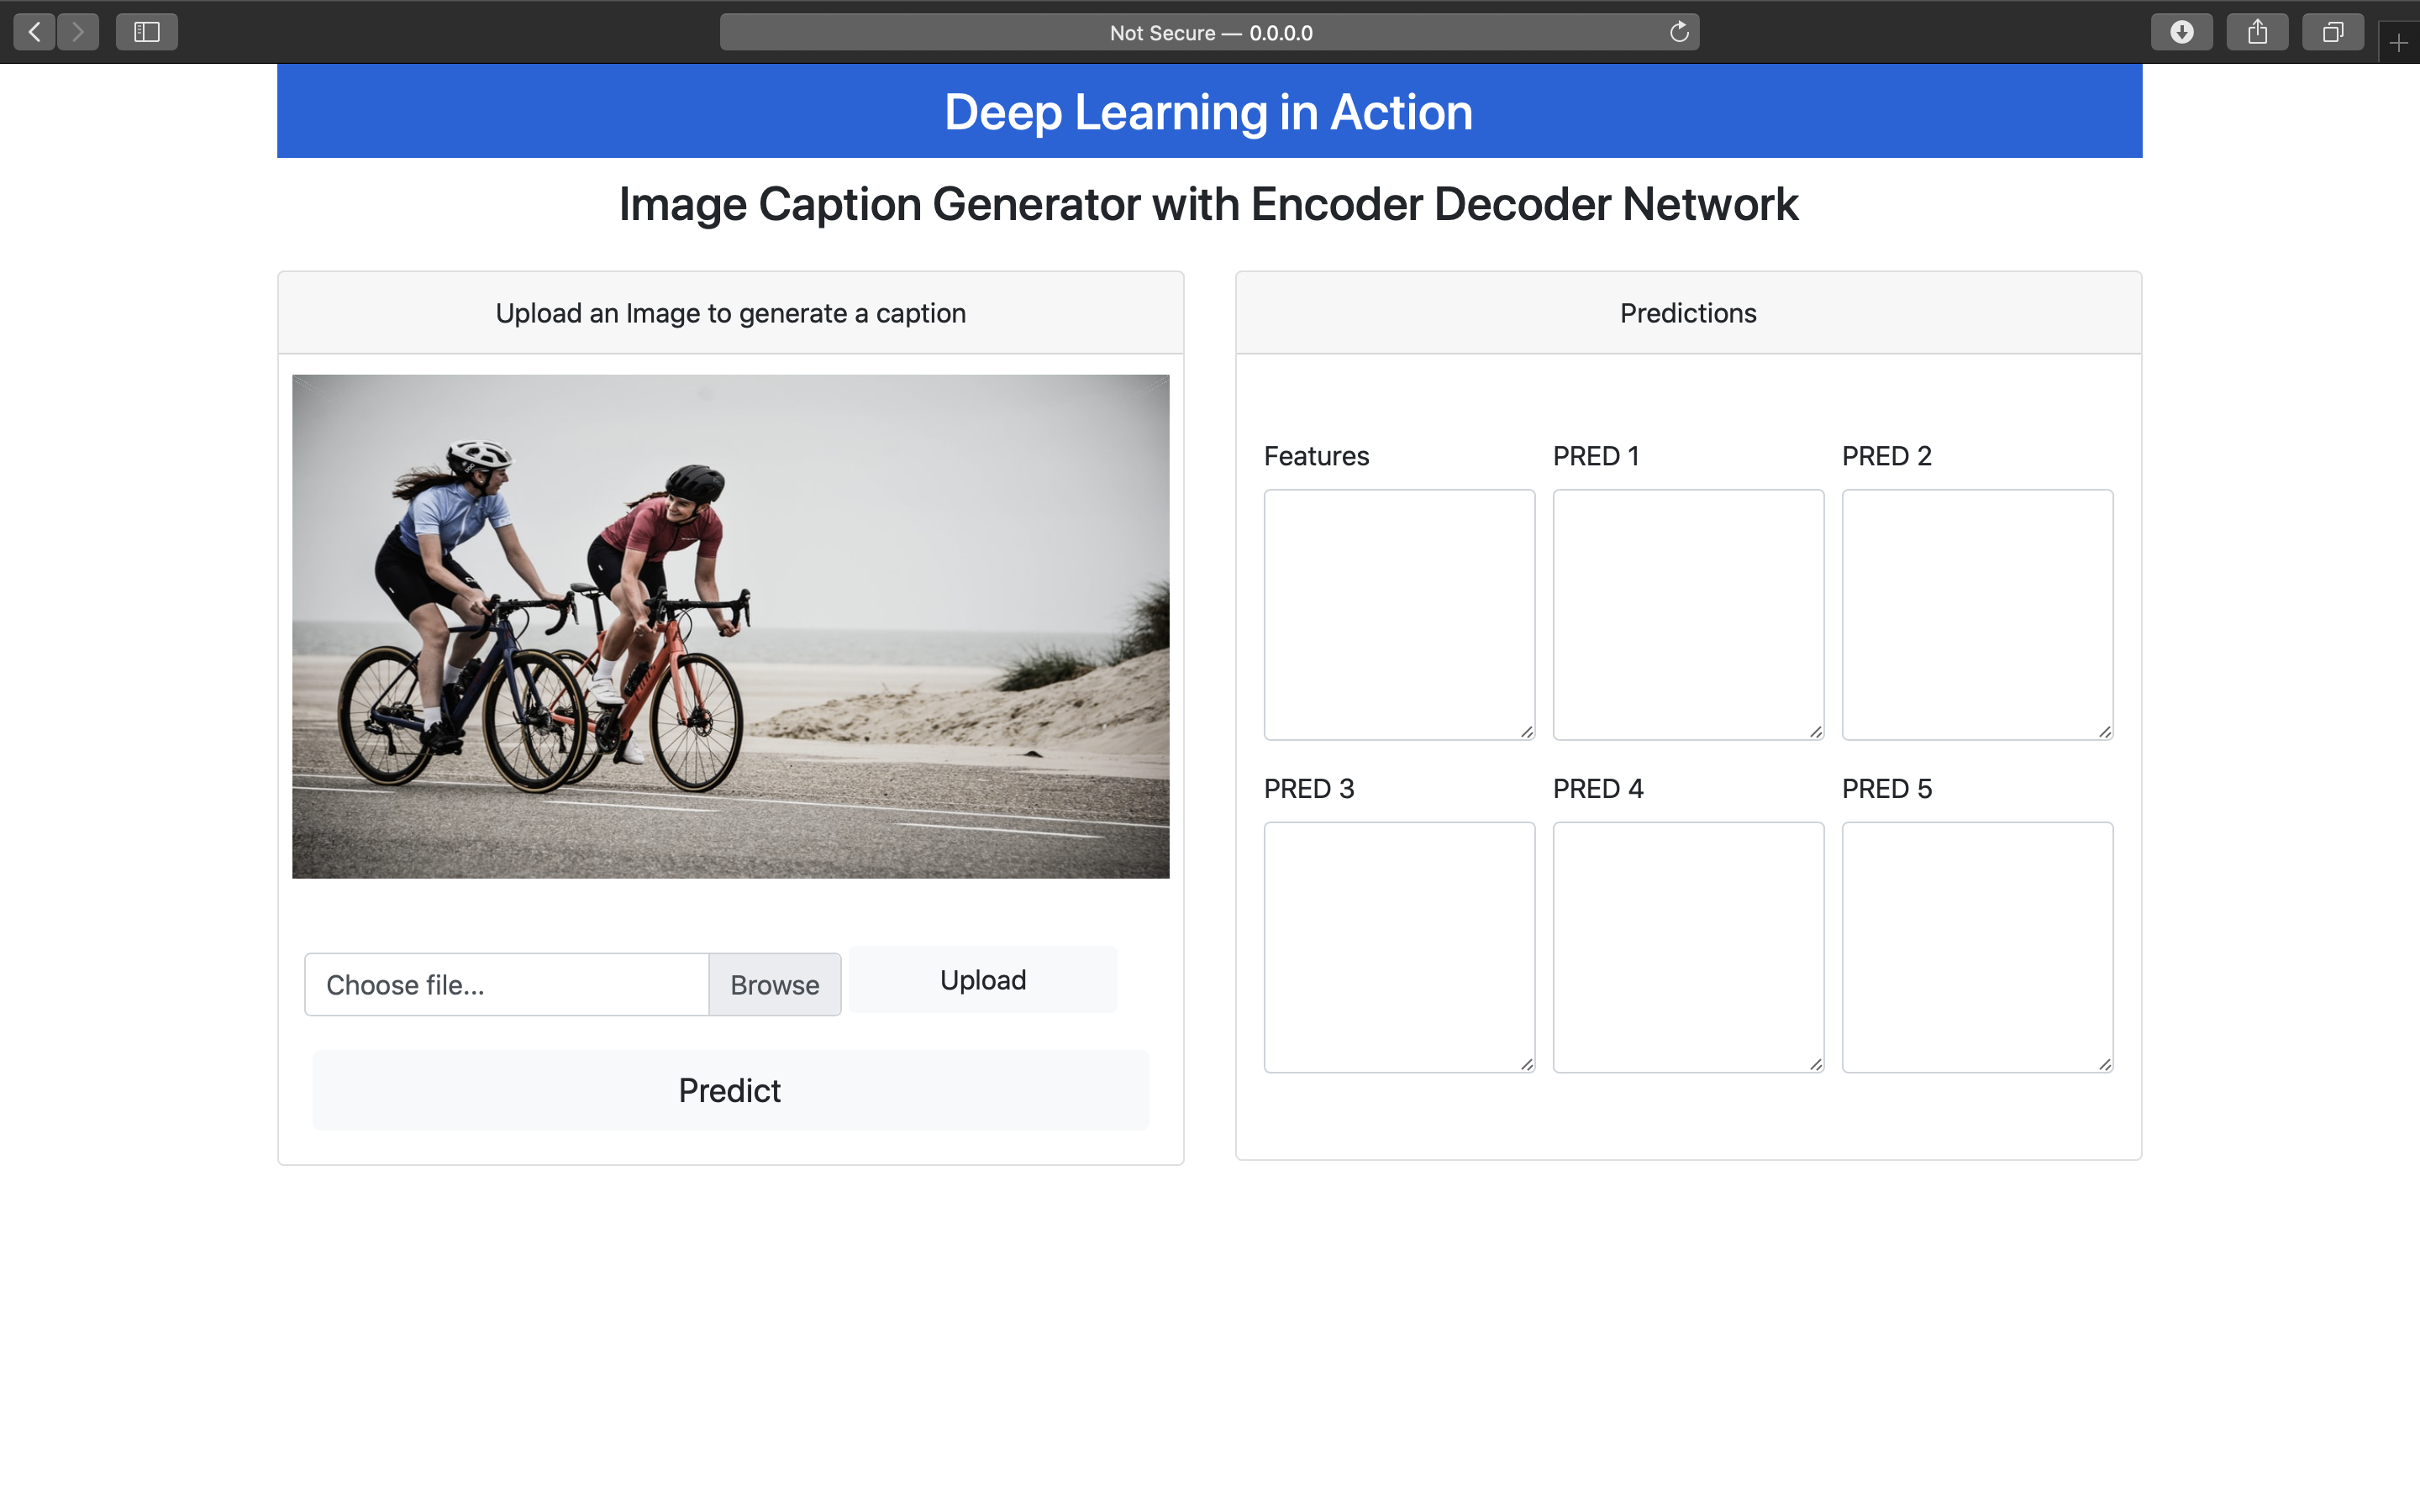 Not Secure — 0.0.0.0
Deep Learning in Action
Image Caption Generator with Encoder Decoder Network
Upload an Image to generate a caption
Choose file...
Browse
Upload
Predict
Predictions
Features
PRED 1
PRED 2
PRED 3
PRED 4
PRED 5